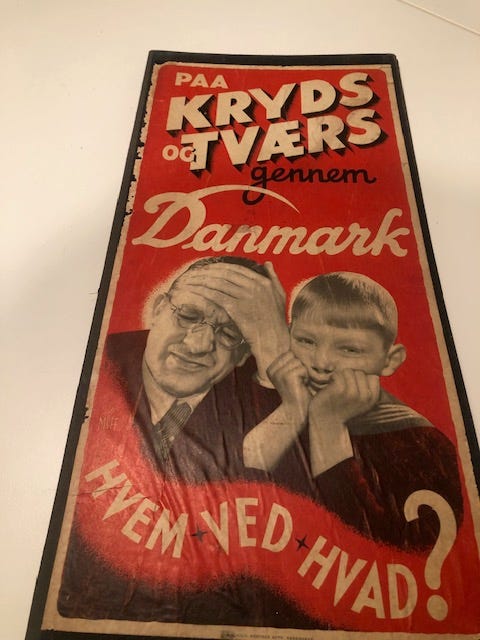 PAA
KRYDS
OG TVÆRS
gennem
Danmark
HVEM VED HVAD?